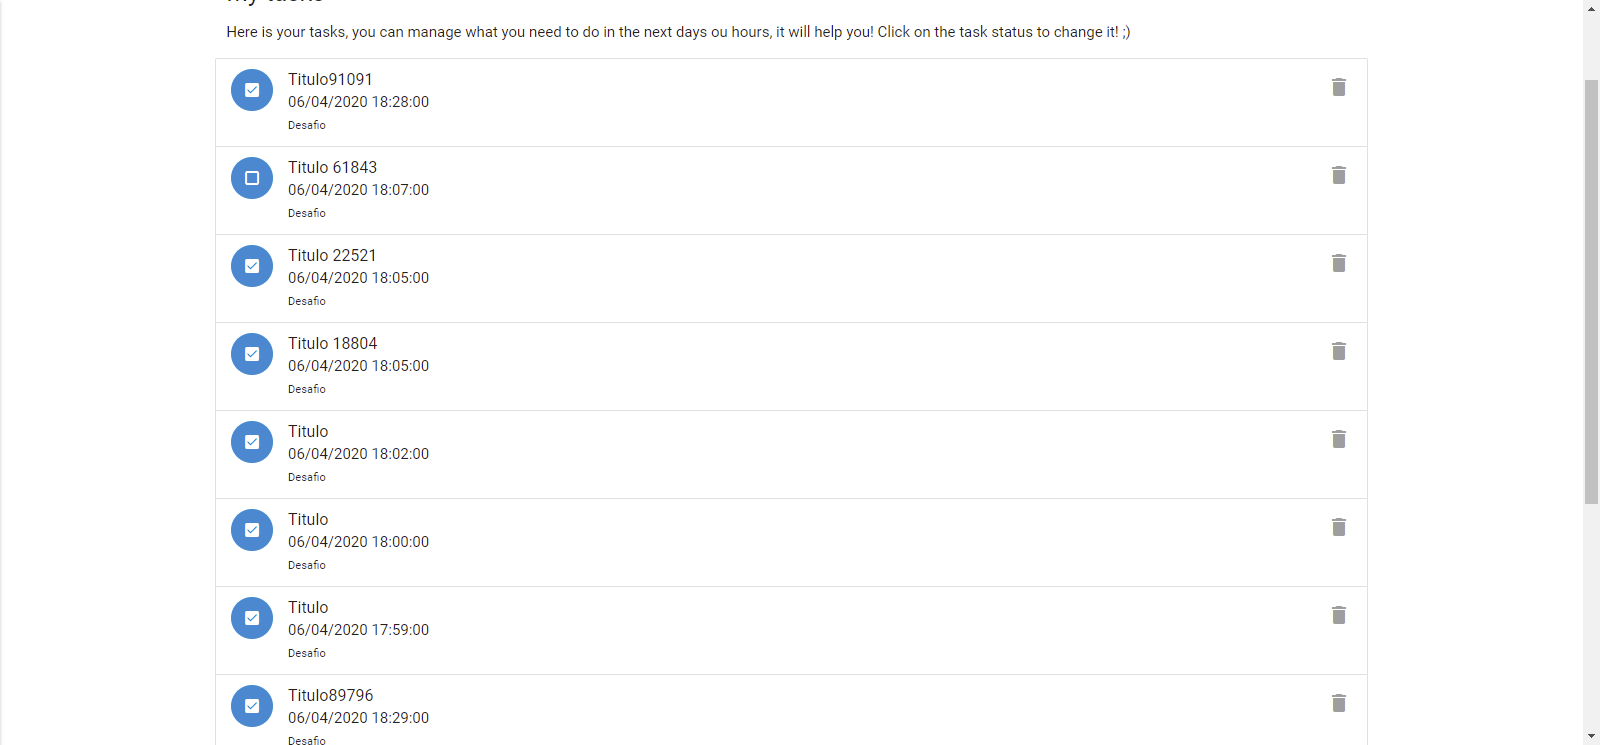 My tasks
Here is your tasks, you can manage what you need to do in the next days ou hours, it will help you! Click on the task status to change it! ;)
Titulo91091
06/04/2020 18:28:00
Desafio
Titulo 61843
06/04/2020 18:07:00
Desafio
Titulo 22521
06/04/2020 18:05:00
Desafio
Titulo 18804
06/04/2020 18:05:00
Desafio
Titulo
06/04/2020 18:02:00
Desafio
Titulo
06/04/2020 18:00:00
Desafio
Titulo
06/04/2020 17:59:00
Desafio
Titulo89796
06/04/2020 18:29:00
Desafio